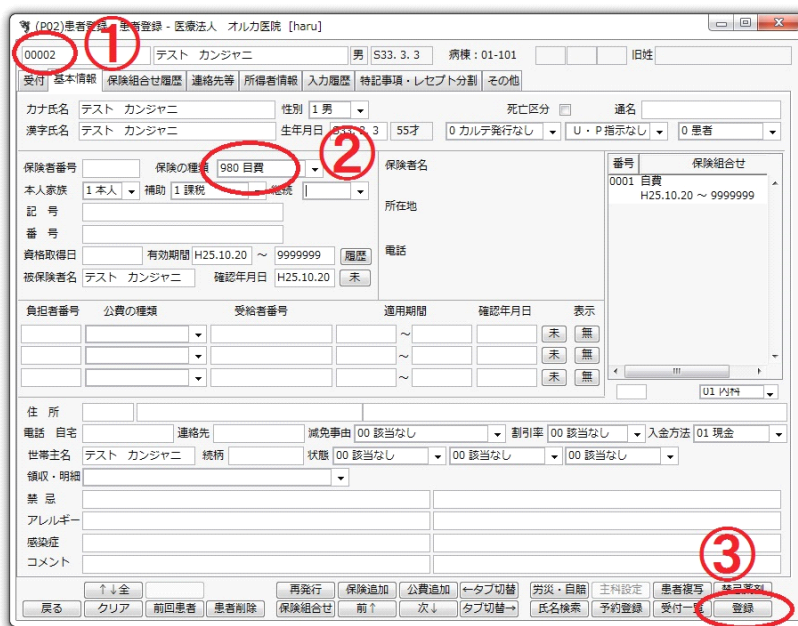 (P02)患者登録 - 患者登録 - 医療法人 オルカ医院 [haru]
①
00002 テスト カンジャニ 男 S33. 3. 3 病棟：01-101 旧姓
受付 基本情報 保険組合せ履歴 連絡先等 所得者情報 入力履歴 特記事項・レセプト分割 その他
カナ氏名 テスト カンジャニ 性別 1 男 死亡区分 通名
漢字氏名 テスト カンジャニ 生年月日 S33. 3. 3 55才 0 カルテ発行なし U・P指示なし 0 患者
②
保険者番号 保険の種類 980 自費 保険者名 番号 保険組合せ
0001 自費
H25.10.20 ～ 9999999
本人家族 1 本人 補助 1 課税 継続
記 号 所在地
番 号
資格取得日 有効期間 H25.10.20 ～ 9999999 履歴 電話
被保険者名 テスト カンジャニ 確認年月日 H25.10.20 未
負担者番号 公費の種類 受給者番号 適用期間 確認年月日 表示
～ 未 無
～ 未 無
～ 未 無
01 内科
住 所
電話 自宅 連絡先 減免事由 00 該当なし 割引率 00 該当なし 入金方法 01 現金
世帯主名 テスト カンジャニ 続柄 状態 00 該当なし 00 該当なし 00 該当なし
領収・明細
禁 忌
アレルギー
感染症
コメント
③
↑↓全 再発行 保険追加 公費追加 ←タブ切替 労災・自賠 主科設定 患者複写 禁忌薬剤
戻る クリア 前回患者 患者削除 保険組合せ 前↑ 次↓ タブ切替→ 氏名検索 予約登録 受付一覧 登録